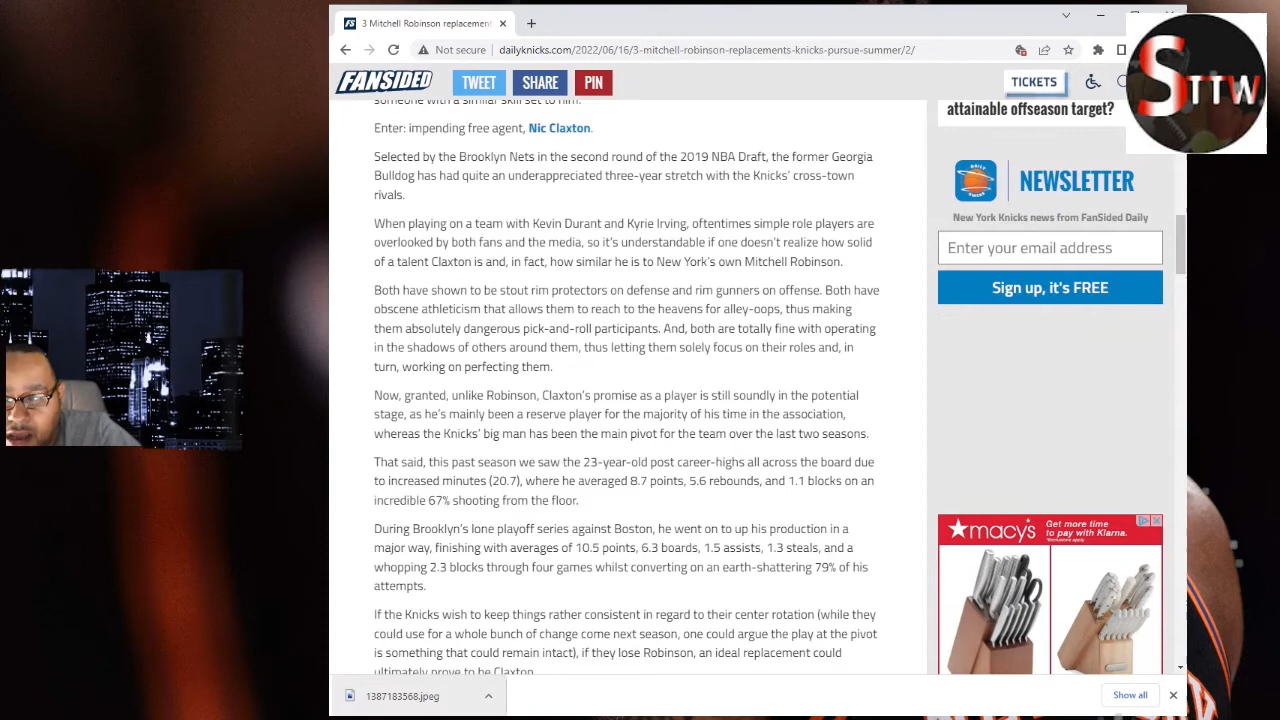 3 Mitchell Robinson replacement
Not secure
dailyknicks.com/2022/06/16/3-mitchell-robinson-replacements-knicks-pursue-summer/2/
FANSIDED
TWEET
SHARE
PIN
TICKETS
STTW
someone with a similar skill set to him.
Enter: impending free agent, Nic Claxton.
Selected by the Brooklyn Nets in the second round of the 2019 NBA Draft, the former Georgia
Bulldog has had quite an underappreciated three-year stretch with the Knicks' cross-town
rivals.
When playing on a team with Kevin Durant and Kyrie Irving, oftentimes simple role players are
overlooked by both fans and the media, so it's understandable if one doesn't realize how solid
of a talent Claxton is and, in fact, how similar he is to New York's own Mitchell Robinson.
Both have shown to be stout rim protectors on defense and rim gunners on offense. Both have
obscene athleticism that allows them to reach to the heavens for alley-oops, thus making
them absolutely dangerous pick-and-roll participants. And, both are totally fine with operating
in the shadows of others around them, thus letting them solely focus on their roles and, in
turn, working on perfecting them.
Now, granted, unlike Robinson, Claxton's promise as a player is still soundly in the potential
stage, as he's mainly been a reserve player for the majority of his time in the association,
whereas the Knicks' big man has been the main pivot for the team over the last two seasons.
That said, this past season we saw the 23-year-old post career-highs all across the board due
to increased minutes (20.7), where he averaged 8.7 points, 5.6 rebounds, and 1.1 blocks on an
incredible 67% shooting from the floor.
During Brooklyn's lone playoff series against Boston, he went on to up his production in a
major way, finishing with averages of 10.5 points, 6.3 boards, 1.5 assists, 1.3 steals, and a
whopping 2.3 blocks through four games whilst converting on an earth-shattering 79% of his
attempts.
If the Knicks wish to keep things rather consistent in regard to their center rotation (while they
could use for a whole bunch of change come next season, one could argue the play at the pivot
is something that could remain intact), if they lose Robinson, an ideal replacement could
ultimately prove to be Claxton.
attainable offseason target?
NEWSLETTER
New York Knicks news from FanSided Daily
Enter your email address
Sign up, it's FREE
macy's
Get more time
to pay with Klarna.
1387183568.jpeg
Show all